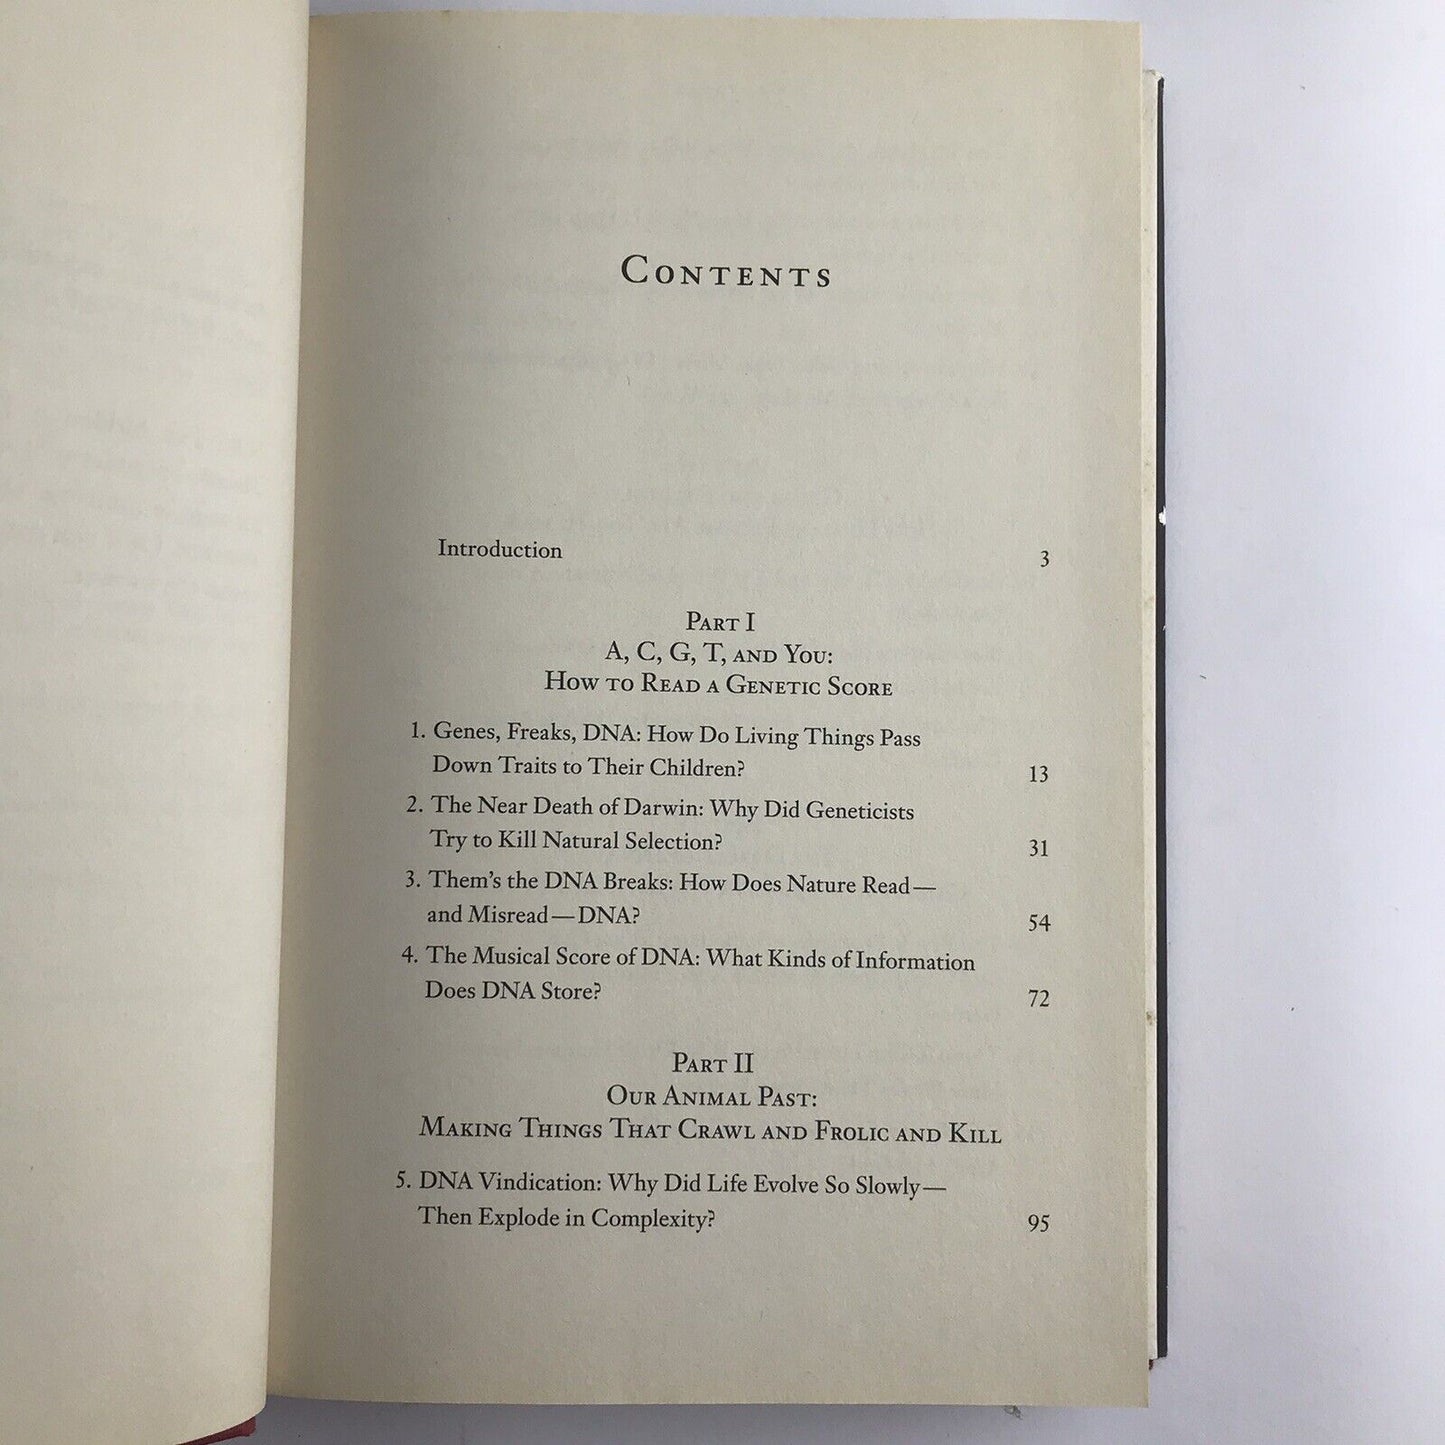 Contents
Introduction 3
Part I
A, C, G, T, and You:
How to Read a Genetic Score
1. Genes, Freaks, DNA: How Do Living Things Pass
Down Traits to Their Children? 13
2. The Near Death of Darwin: Why Did Geneticists
Try to Kill Natural Selection? 31
3. Them's the DNA Breaks: How Does Nature Read—
and Misread—DNA? 54
4. The Musical Score of DNA: What Kinds of Information
Does DNA Store? 72
Part II
Our Animal Past:
Making Things That Crawl and Frolic and Kill
5. DNA Vindication: Why Did Life Evolve So Slowly—
Then Explode in Complexity? 95